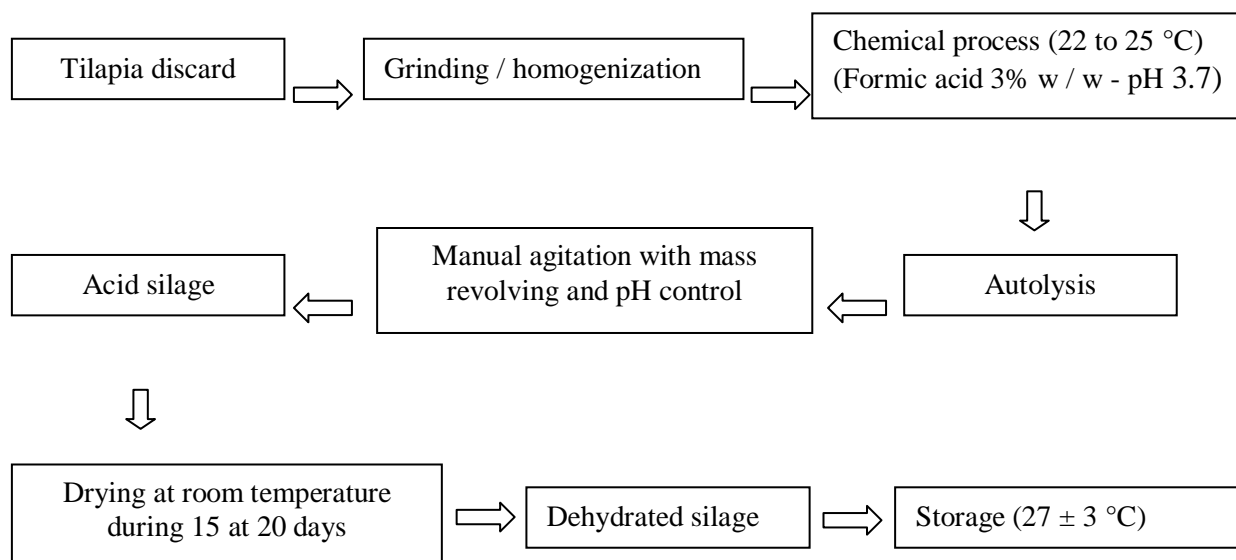 Tilapia discard
Grinding / homogenization
Chemical process (22 to 25 °C)
(Formic acid 3% w / w - pH 3.7)
Autolysis
Manual agitation with mass
revolving and pH control
Acid silage
Drying at room temperature
during 15 at 20 days
Dehydrated silage
Storage (27 ± 3 °C)